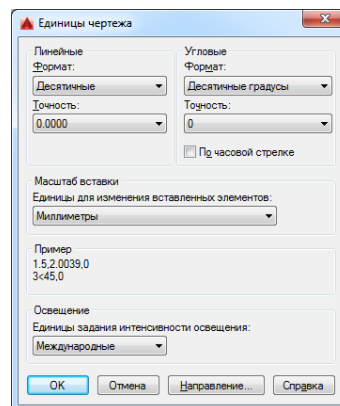 Единицы чертежа
Линейные
Формат:
Десятичные
Точность:
0.0000
Угловые
Формат:
Десятичные градусы
Точность:
0
По часовой стрелке
Масштаб вставки
Единицы для изменения вставленных элементов:
Миллиметры
Пример
1.5,2.0039,0
3<45,0
Освещение
Единицы задания интенсивности освещения:
Международные
OK
Отмена
Направление...
Справка